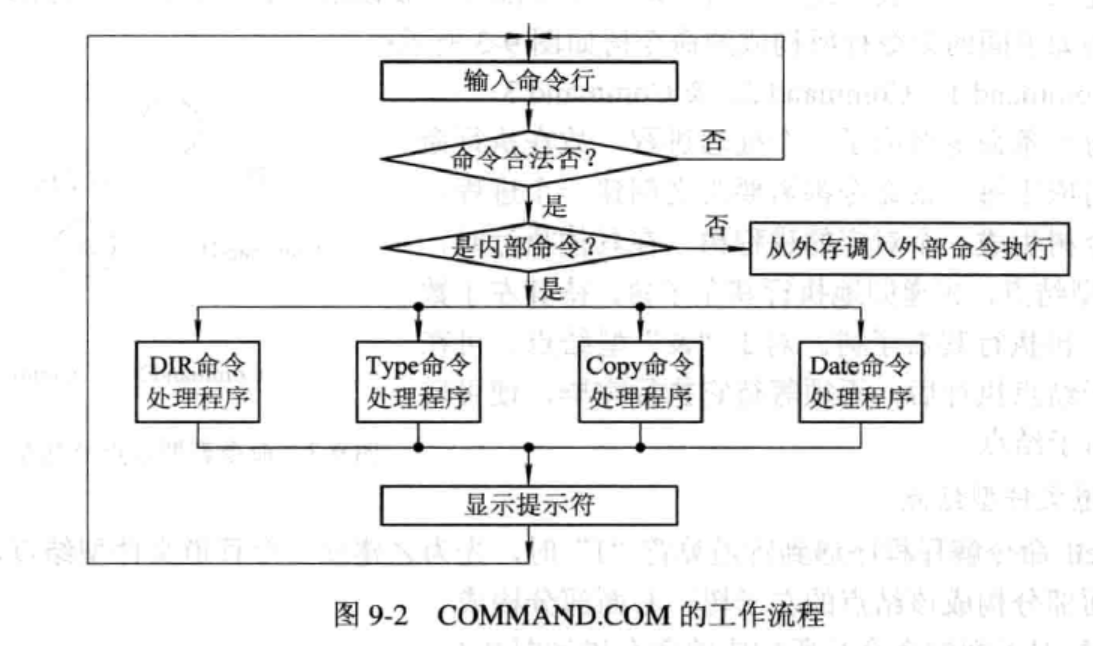 输入命令行
命令合法否?
否
是
是内部命令?
否
从外存调入外部命令执行
是
DIR命令
处理程序
Type命令
处理程序
Copy命令
处理程序
Date命令
处理程序
显示提示符
图 9-2 COMMAND.COM 的工作流程